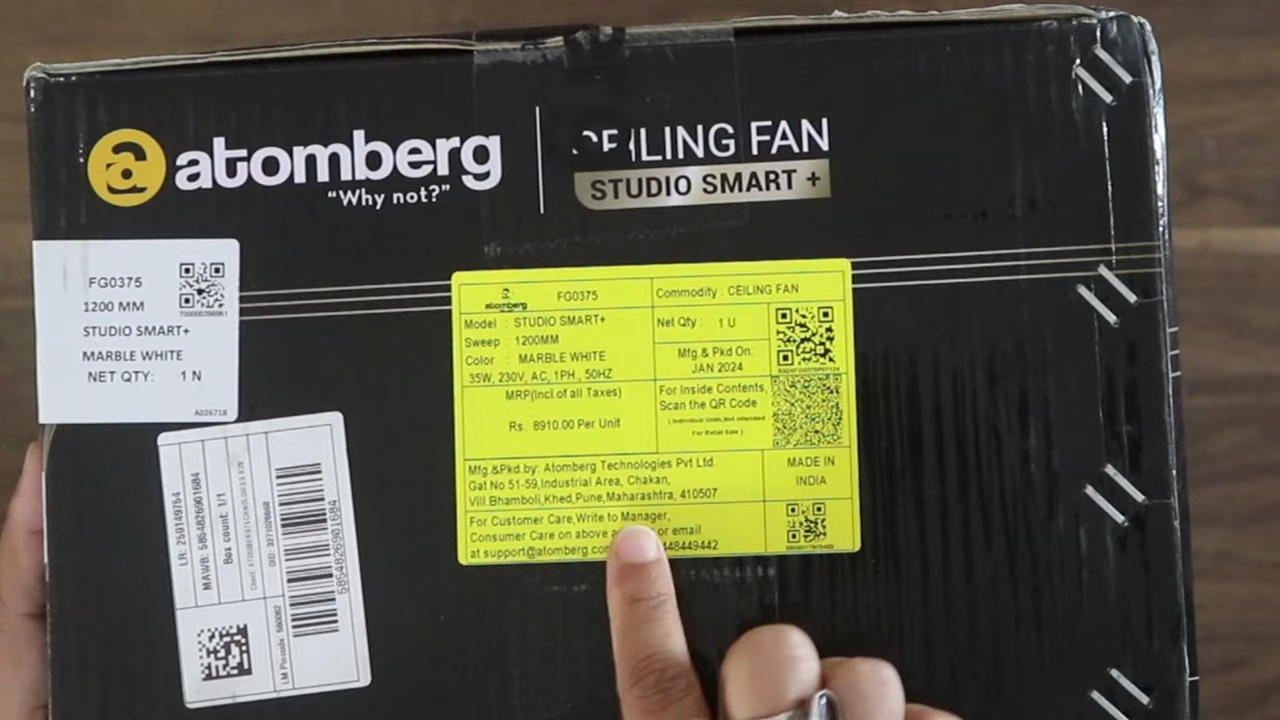 atomberg
"Why not?"
CEILING FAN
STUDIO SMART +
FG0375
1200 MM
STUDIO SMART+
MARBLE WHITE
NET QTY: 1 N
A026718
atomberg
FG0375
Commodity : CEILING FAN
Model : STUDIO SMART+
Sweep : 1200MM
Color : MARBLE WHITE
35W, 230V, AC, 1PH., 50HZ
Net Qty : 1 U
Mfg.& Pkd On:
JAN 2024
MRP(Incl.of all Taxes)
Rs. 8910.00 Per Unit
For Inside Contents,
Scan the QR Code
( Individual Units,Not Intended
For Retail Sale )
Mfg.&Pkd.by: Atomberg Technologies Pvt Ltd.
Gat No 51-59,Industrial Area, Chakan,
Vill.Bhamboli,Khed,Pune,Maharashtra, 410507
MADE IN
INDIA
For Customer Care,Write to Manager,
Consumer Care on above or email
at support@atomberg.co 448449442
LR: 259149754
MAWB: 5854826901684
Box count: 1/1
5854826901684